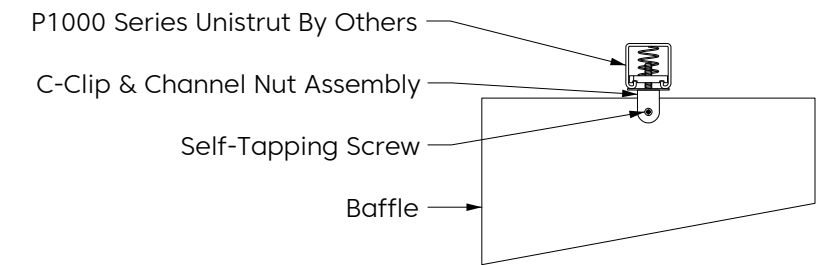 P1000 Series Unistrut By Others
C-Clip & Channel Nut Assembly
Self-Tapping Screw
Baffle